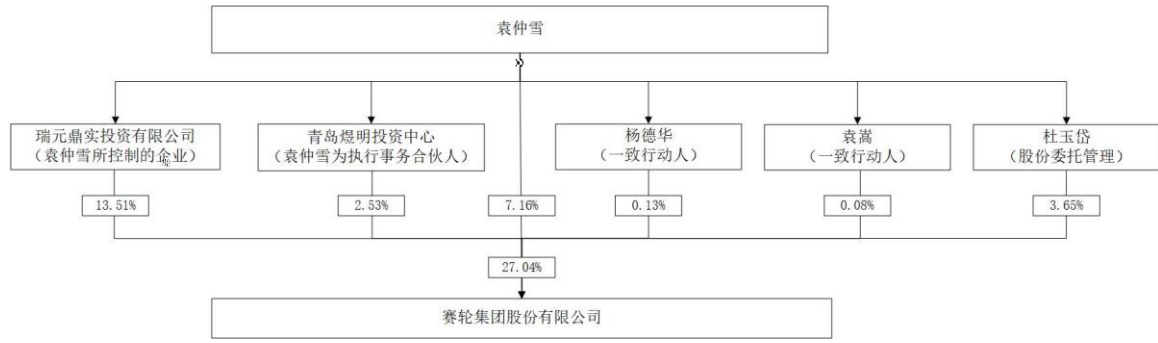 袁仲雪
瑞元鼎实投资有限公司
(袁仲雪所控制的企业)
青岛煜明投资中心
(袁仲雪为执行事务合伙人)
杨德华
(一致行动人)
袁嵩
(一致行动人)
杜玉岱
(股份委托管理)
13.51%
2.53%
7.16%
0.13%
0.08%
3.65%
27.04%
赛轮集团股份有限公司